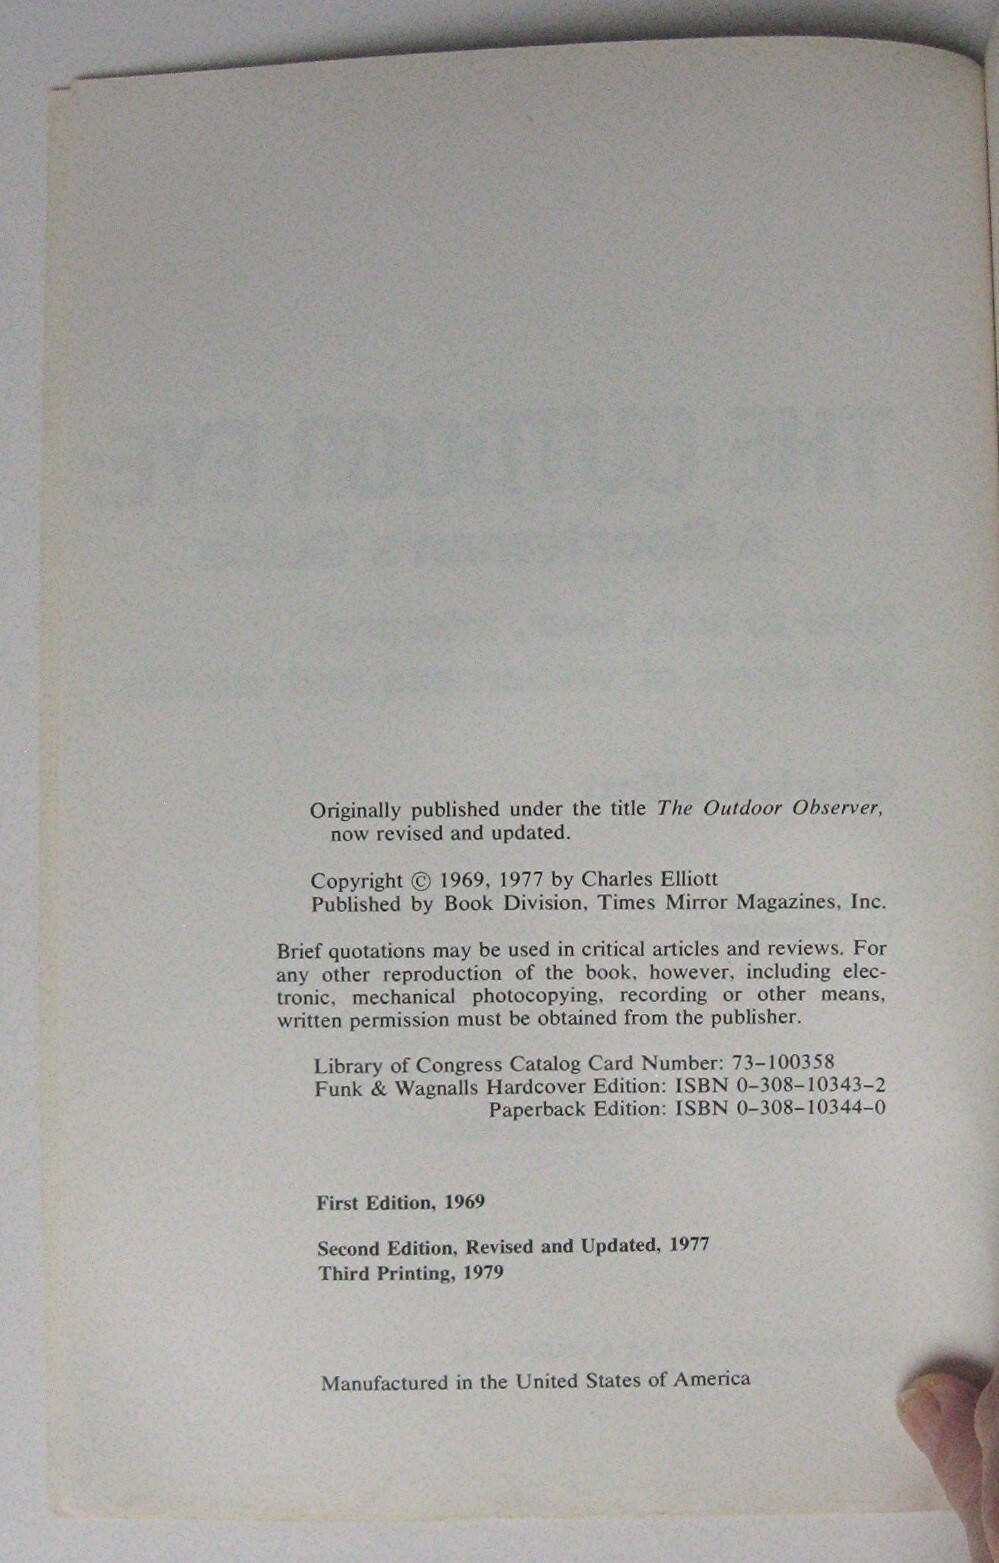 Originally published under the title The Outdoor Observer,
now revised and updated.
Copyright © 1969, 1977 by Charles Elliott
Published by Book Division, Times Mirror Magazines, Inc.
Brief quotations may be used in critical articles and reviews. For
any other reproduction of the book, however, including elec-
tronic, mechanical photocopying, recording or other means,
written permission must be obtained from the publisher.
Library of Congress Catalog Card Number: 73-100358
Funk & Wagnalls Hardcover Edition: ISBN 0-308-10343-2
Paperback Edition: ISBN 0-308-10344-0
First Edition, 1969
Second Edition, Revised and Updated, 1977
Third Printing, 1979
Manufactured in the United States of America